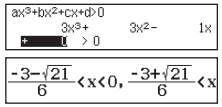 ax³+bx²+cx+d>0
3x³+ 3x²- 1x
+ 0 > 0
-3-√21/6 <x<0, -3+√21/6 <x